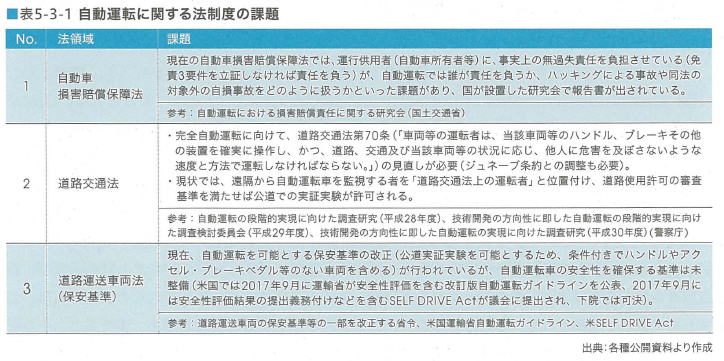 ■表5-3-1 自動運転に関する法制度の課題
No. 法領域 課題
1
自動車
損害賠償保障法
現在の自動車損害賠償保障法では、運行供用者(自動車所有者等)に、事実上の無過失責任を負担させている(免
責3要件を立証しなければ責任を負う)が、自動運転では誰が責任を負うか、ハッキングによる事故や同法の
対象外の自損事故をどのように扱うかといった課題があり、国が設置した研究会で報告書が出されている。
参考:自動運転における損害賠償責任に関する研究会(国土交通省)
2
道路交通法
・完全自動運転に向けて、道路交通法第70条(「車両等の運転者は、当該車両等のハンドル、ブレーキその他
の装置を確実に操作し、かつ、道路、交通及び当該車両等の状況に応じ、他人に危害を及ぼさないような
速度と方法で運転しなければならない。」)の見直しが必要(ジュネーブ条約との調整も必要)。
・現状では、遠隔から自動運転車を監視する者を「道路交通法上の運転者」と位置付け、道路使用許可の審査
基準を満たせば公道での実証実験が許可される。
参考:自動運転の段階的実現に向けた調査研究(平成28年度)、技術開発の方向性に即した自動運転の段階的実現に向け
た調査検討委員会(平成29年度)、技術開発の方向性に即した自動運転の実現に向けた調査研究(平成30年度)(警察庁)
3
道路運送車両法
(保安基準)
現在、自動運転を可能とする保安基準の改正(公道実証実験を可能とするため、条件付きでハンドルやアク
セル・ブレーキペダル等のない車両を含める)が行われているが、自動運転車の安全性を確保する基準は未
整備(米国では2017年9月に運輸省が安全性評価を含む改訂版自動運転ガイドラインを公表、2017年9月に
は安全性評価結果の提出義務付けなどを含むSELF DRIVE Actが議会に提出され、下院では可決)。
参考:道路運送車両の保安基準等の一部を改正する省令、米国運輸省自動運転ガイドライン、米SELF DRIVE Act
出典:各種公開資料より作成